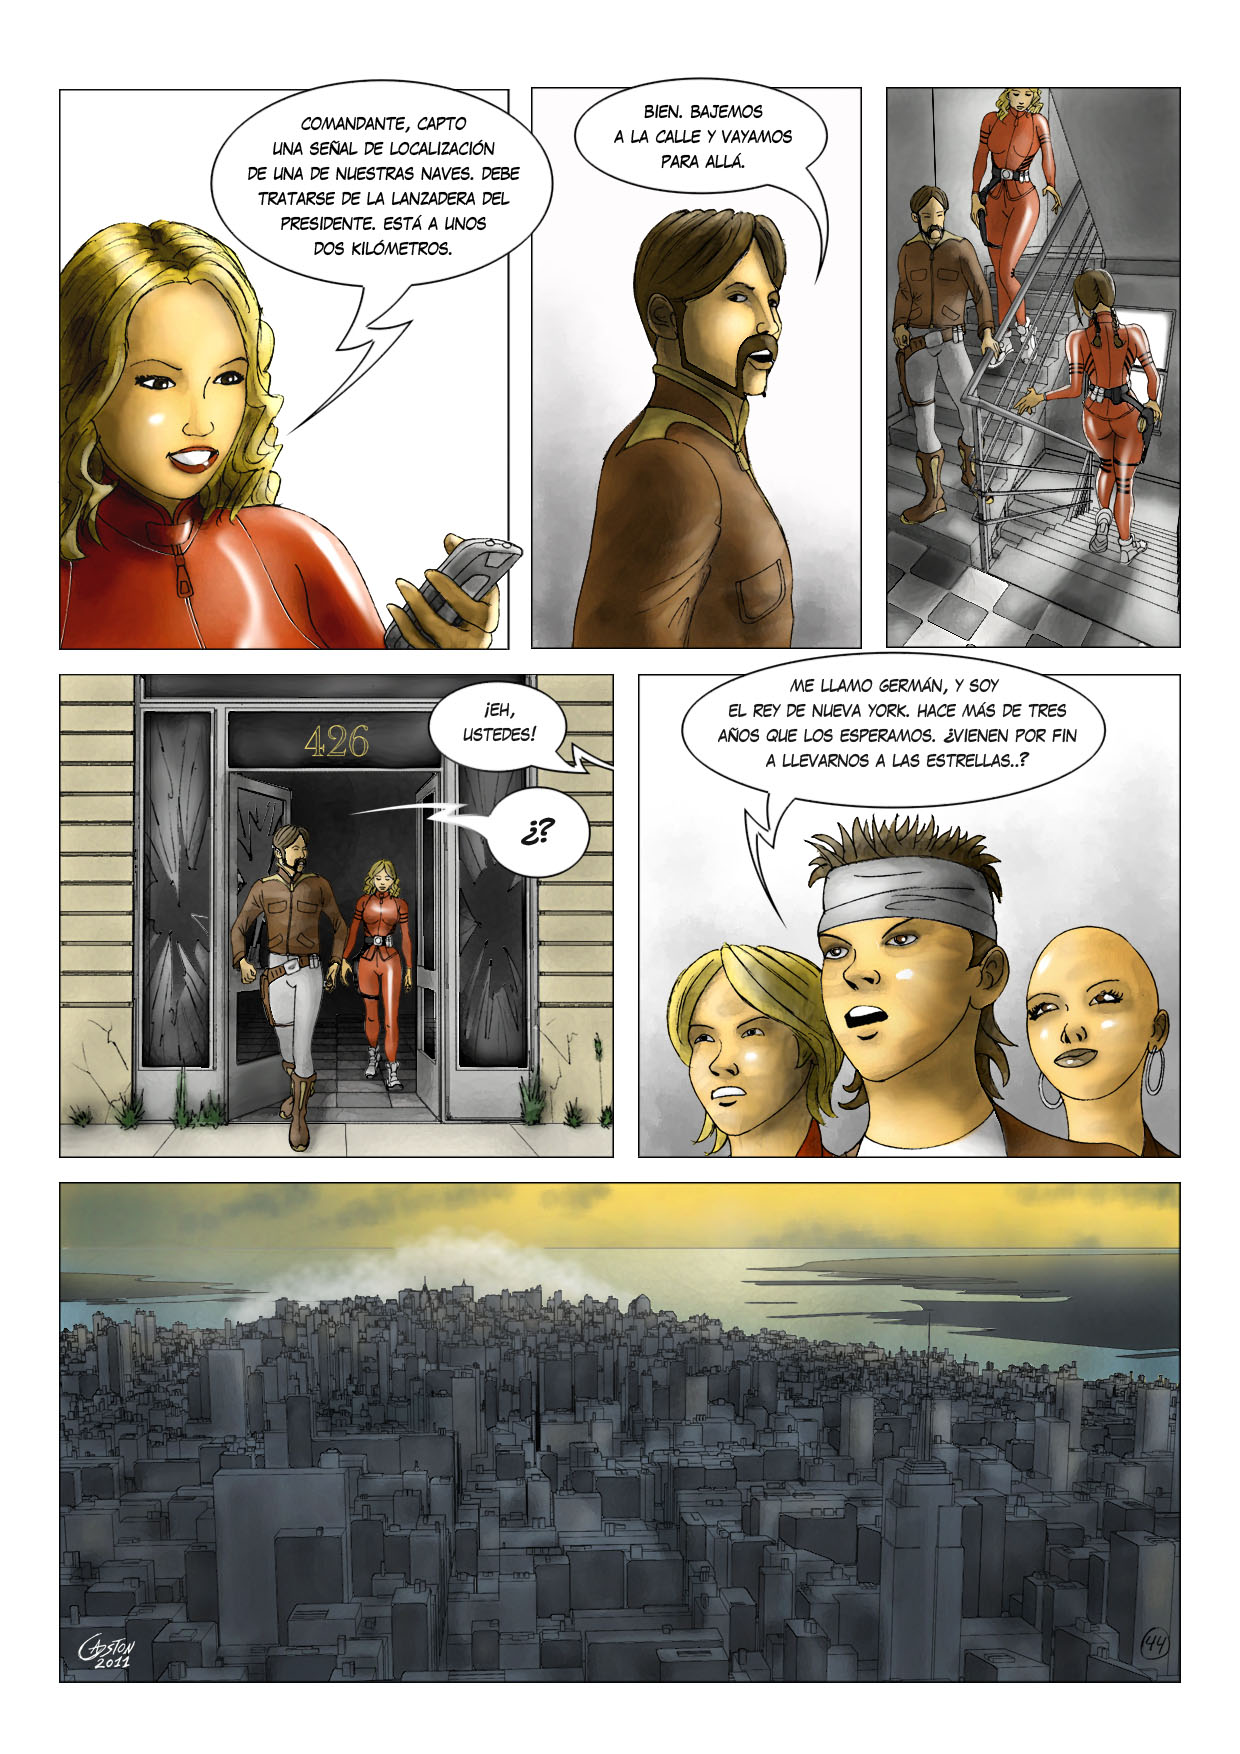 COMANDANTE, CAPTO
UNA SEÑAL DE LOCALIZACIÓN
DE UNA DE NUESTRAS NAVES. DEBE
TRATARSE DE LA LANZADERA DEL
PRESIDENTE. ESTÁ A UNOS
DOS KILÓMETROS.
BIEN. BAJEMOS
A LA CALLE Y VAYAMOS
PARA ALLÁ.
426
¡EH,
USTEDES!
¿?
ME LLAMO GERMÁN, Y SOY
EL REY DE NUEVA YORK. HACE MÁS DE TRES
AÑOS QUE LOS ESPERAMOS. ¿VIENEN POR FIN
A LLEVARNOS A LAS ESTRELLAS..?
GASTON
2011
44